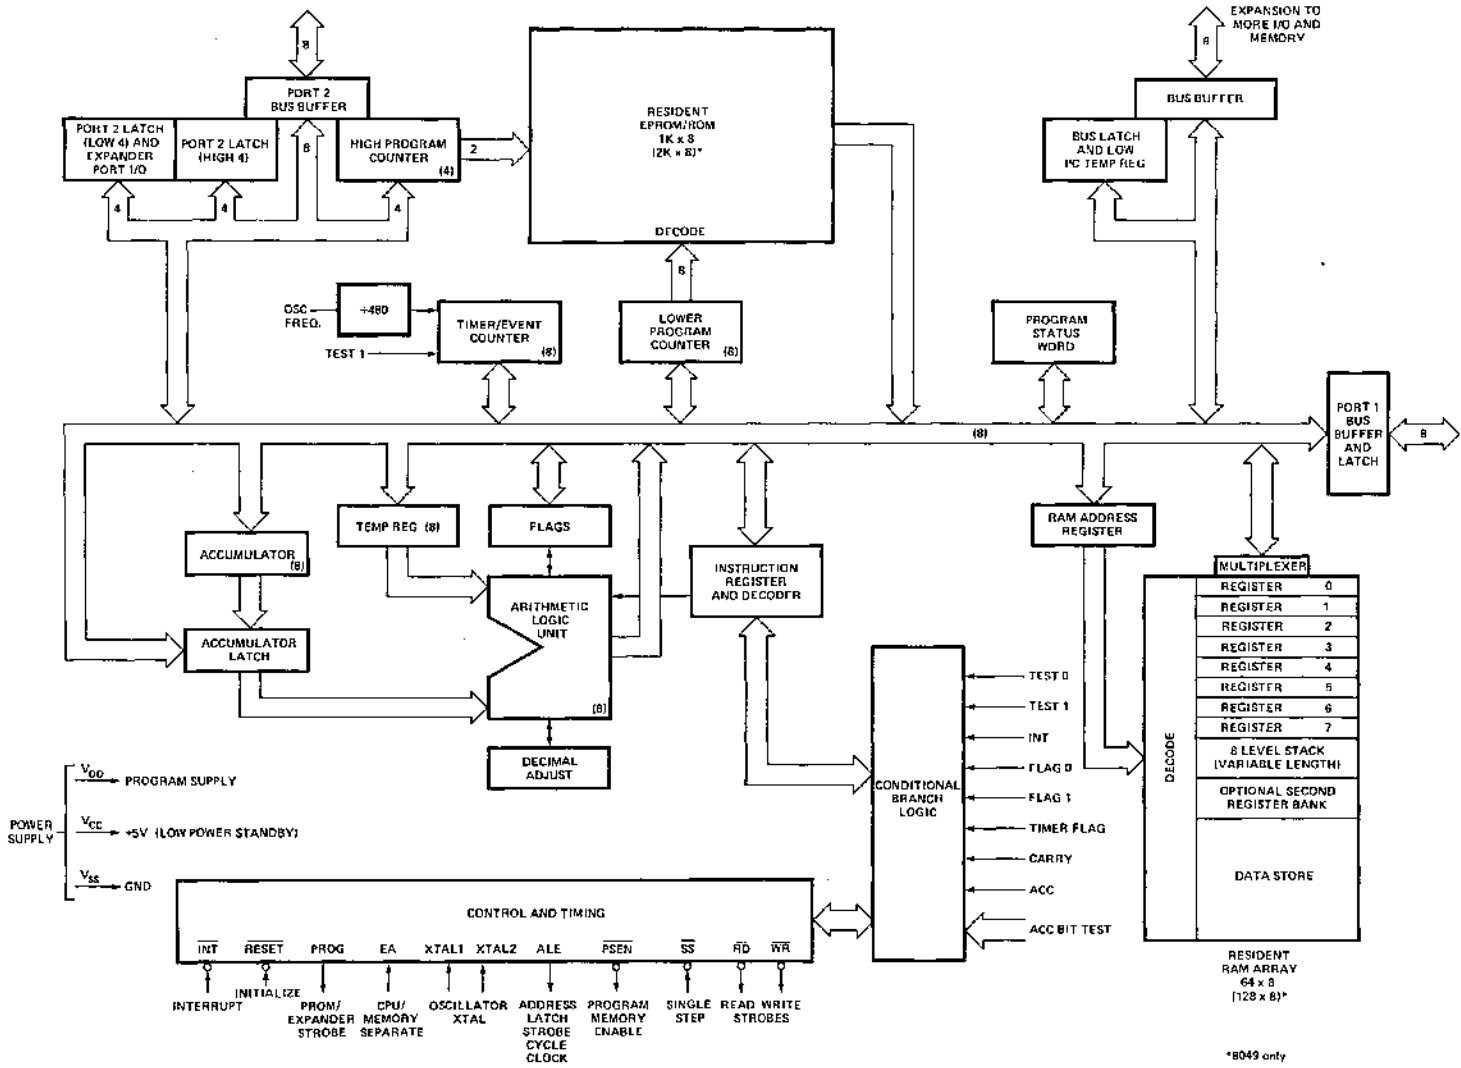 EXPANSION TO
MORE I/O AND
MEMORY
8
8
PORT 2
BUS BUFFER
BUS BUFFER
PORT 2 LATCH
(LOW 4) AND
EXPANDER
PORT I/O
PORT 2 LATCH
(HIGH 4)
8
HIGH PROGRAM
COUNTER
(4)
2
RESIDENT
EPROM/ROM
1K x 8
(2K x 8)*
DECODE
BUS LATCH
AND LOW
PC TEMP REG
4
4
4
8
OSC
FREQ.
÷480
TEST 1
TIMER/EVENT
COUNTER
(8)
LOWER
PROGRAM
COUNTER
(8)
PROGRAM
STATUS
WORD
(8)
PORT 1
BUS
BUFFER
AND
LATCH
8
ACCUMULATOR
(8)
TEMP REG (8)
FLAGS
INSTRUCTION
REGISTER
AND DECODER
RAM ADDRESS
REGISTER
ACCUMULATOR
LATCH
ARITHMETIC
LOGIC
UNIT
(8)
DECIMAL
ADJUST
MULTIPLEXER
REGISTER 0
REGISTER 1
REGISTER 2
REGISTER 3
REGISTER 4
REGISTER 5
REGISTER 6
REGISTER 7
8 LEVEL STACK
(VARIABLE LENGTH)
OPTIONAL SECOND
REGISTER BANK
DATA STORE
DECODE
RESIDENT
RAM ARRAY
64 x 8
(128 x 8)*
CONDITIONAL
BRANCH
LOGIC
TEST 0
TEST 1
INT
FLAG 0
FLAG 1
TIMER FLAG
CARRY
ACC
ACC BIT TEST
POWER
SUPPLY
VDD
PROGRAM SUPPLY
VCC
+5V (LOW POWER STANDBY)
VSS
GND
CONTROL AND TIMING
INT RESET PROG EA XTAL1 XTAL2 ALE PSEN SS RD WR
INTERRUPT
INITIALIZE
PROM/
EXPANDER
STROBE
CPU/
MEMORY
SEPARATE
OSCILLATOR
XTAL
ADDRESS
LATCH
STROBE
CYCLE
CLOCK
PROGRAM
MEMORY
ENABLE
SINGLE
STEP
READ WRITE
STROBES
*8049 only